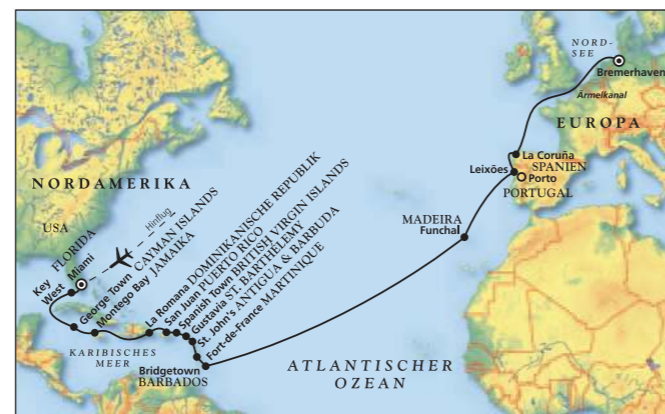 NORD-
SEE
Bremerhaven
Ärmelkanal
EUROPA
La Coruña
SPANIEN
Leixões
Porto
PORTUGAL
MADEIRA
Funchal
NORDAMERIKA
USA
Hinflug
FLORIDA
Miami
Key
West
George Town CAYMAN ISLANDS
Montego Bay JAMAIKA
La Romana DOMINIKANISCHE REPUBLIK
San Juan PUERTO RICO
Spanish Town BRITISH VIRGIN ISLANDS
Gustavia ST. BARTHÉLEMY
St. John's ANTIGUA & BARBUDA
Fort-de-France MARTINIQUE
KARIBISCHES
MEER
Bridgetown
BARBADOS
ATLANTISCHER
OZEAN